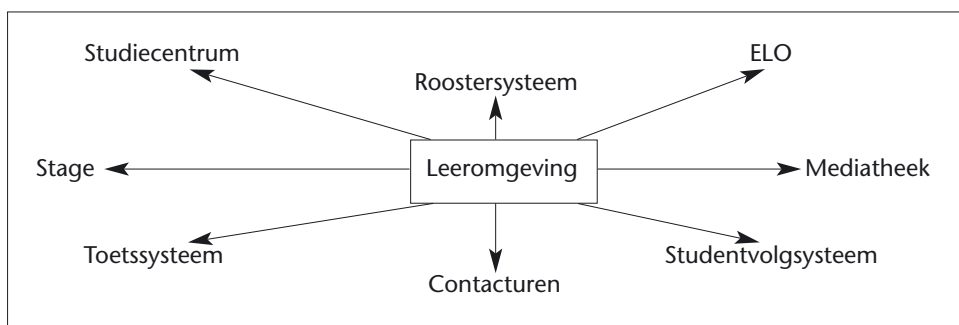 Studiecentrum
ELO
Roostersysteem
Stage
Leeromgeving
Mediatheek
Toetssysteem
Studentvolgsysteem
Contacturen